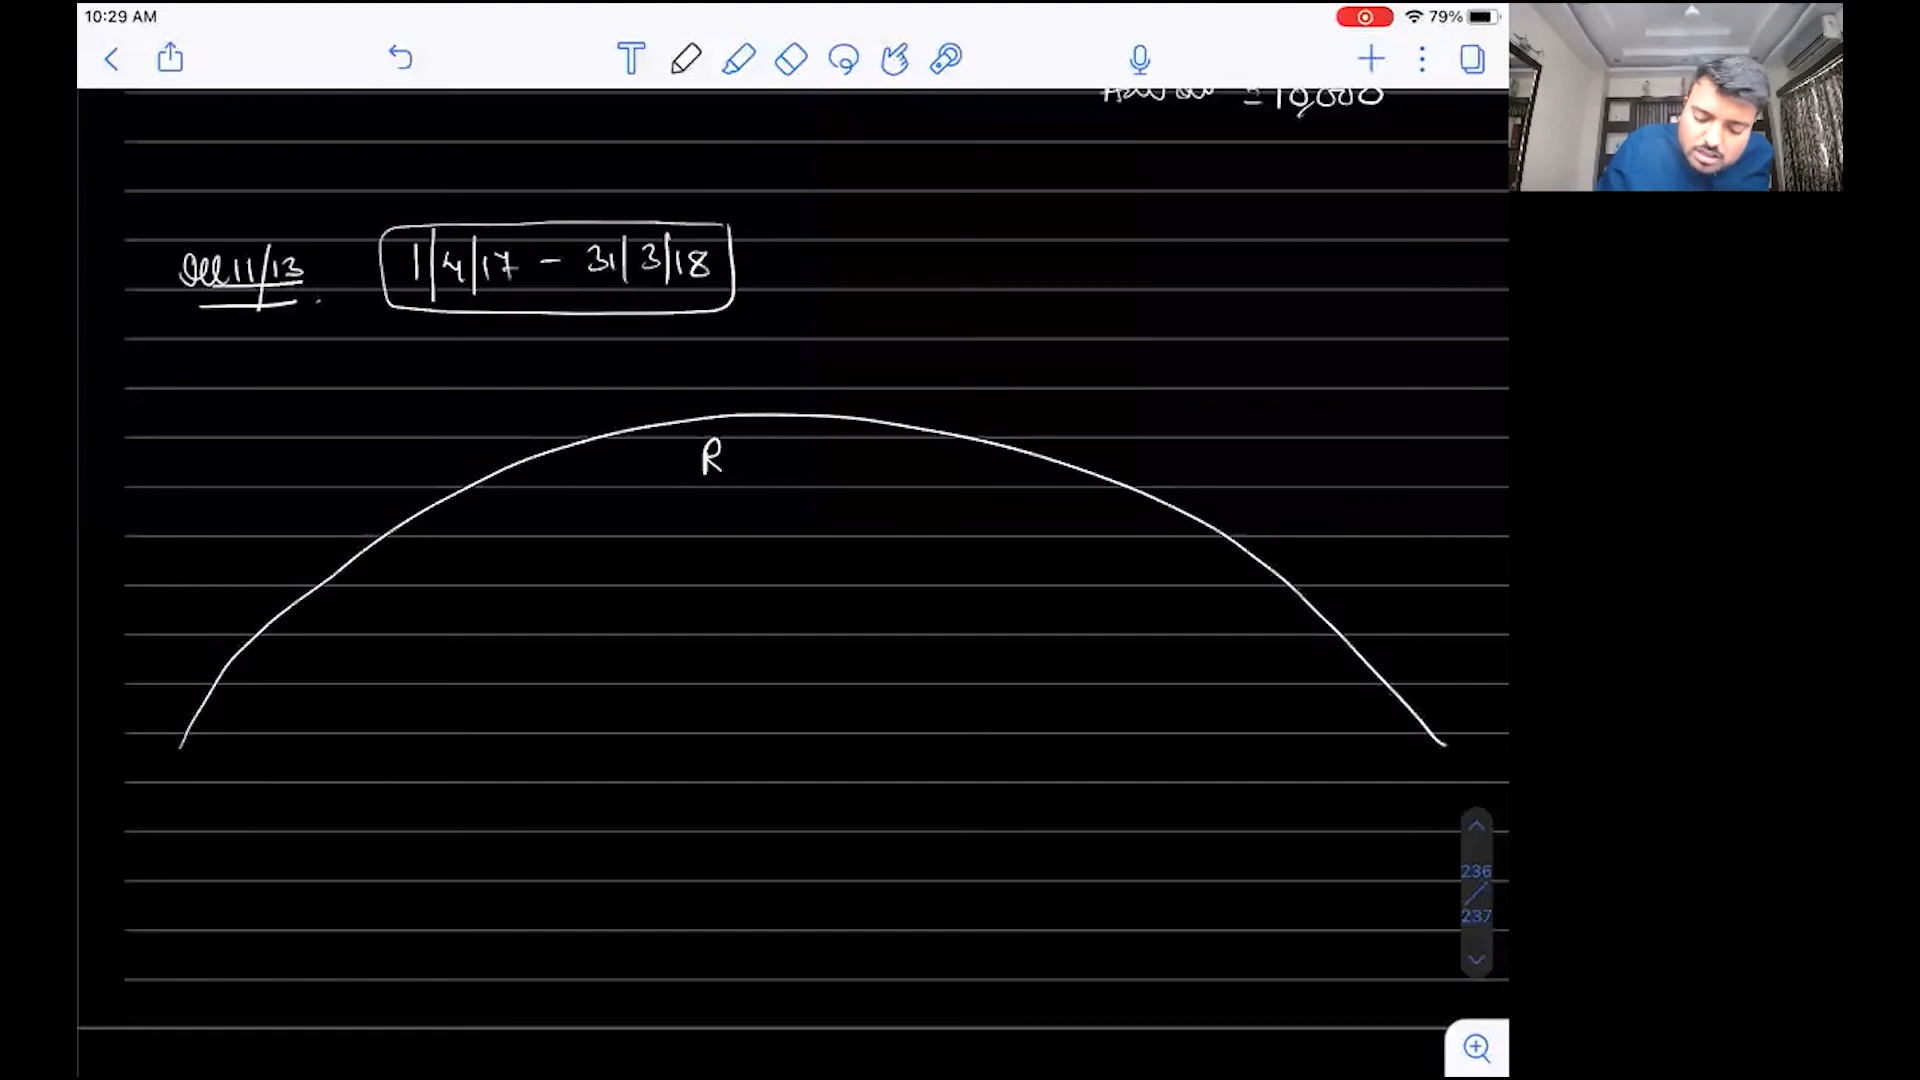 10:29 AM
79%
T
= 10,000
Ill 11/13 1/4/17 - 31/3/18
R
236
237